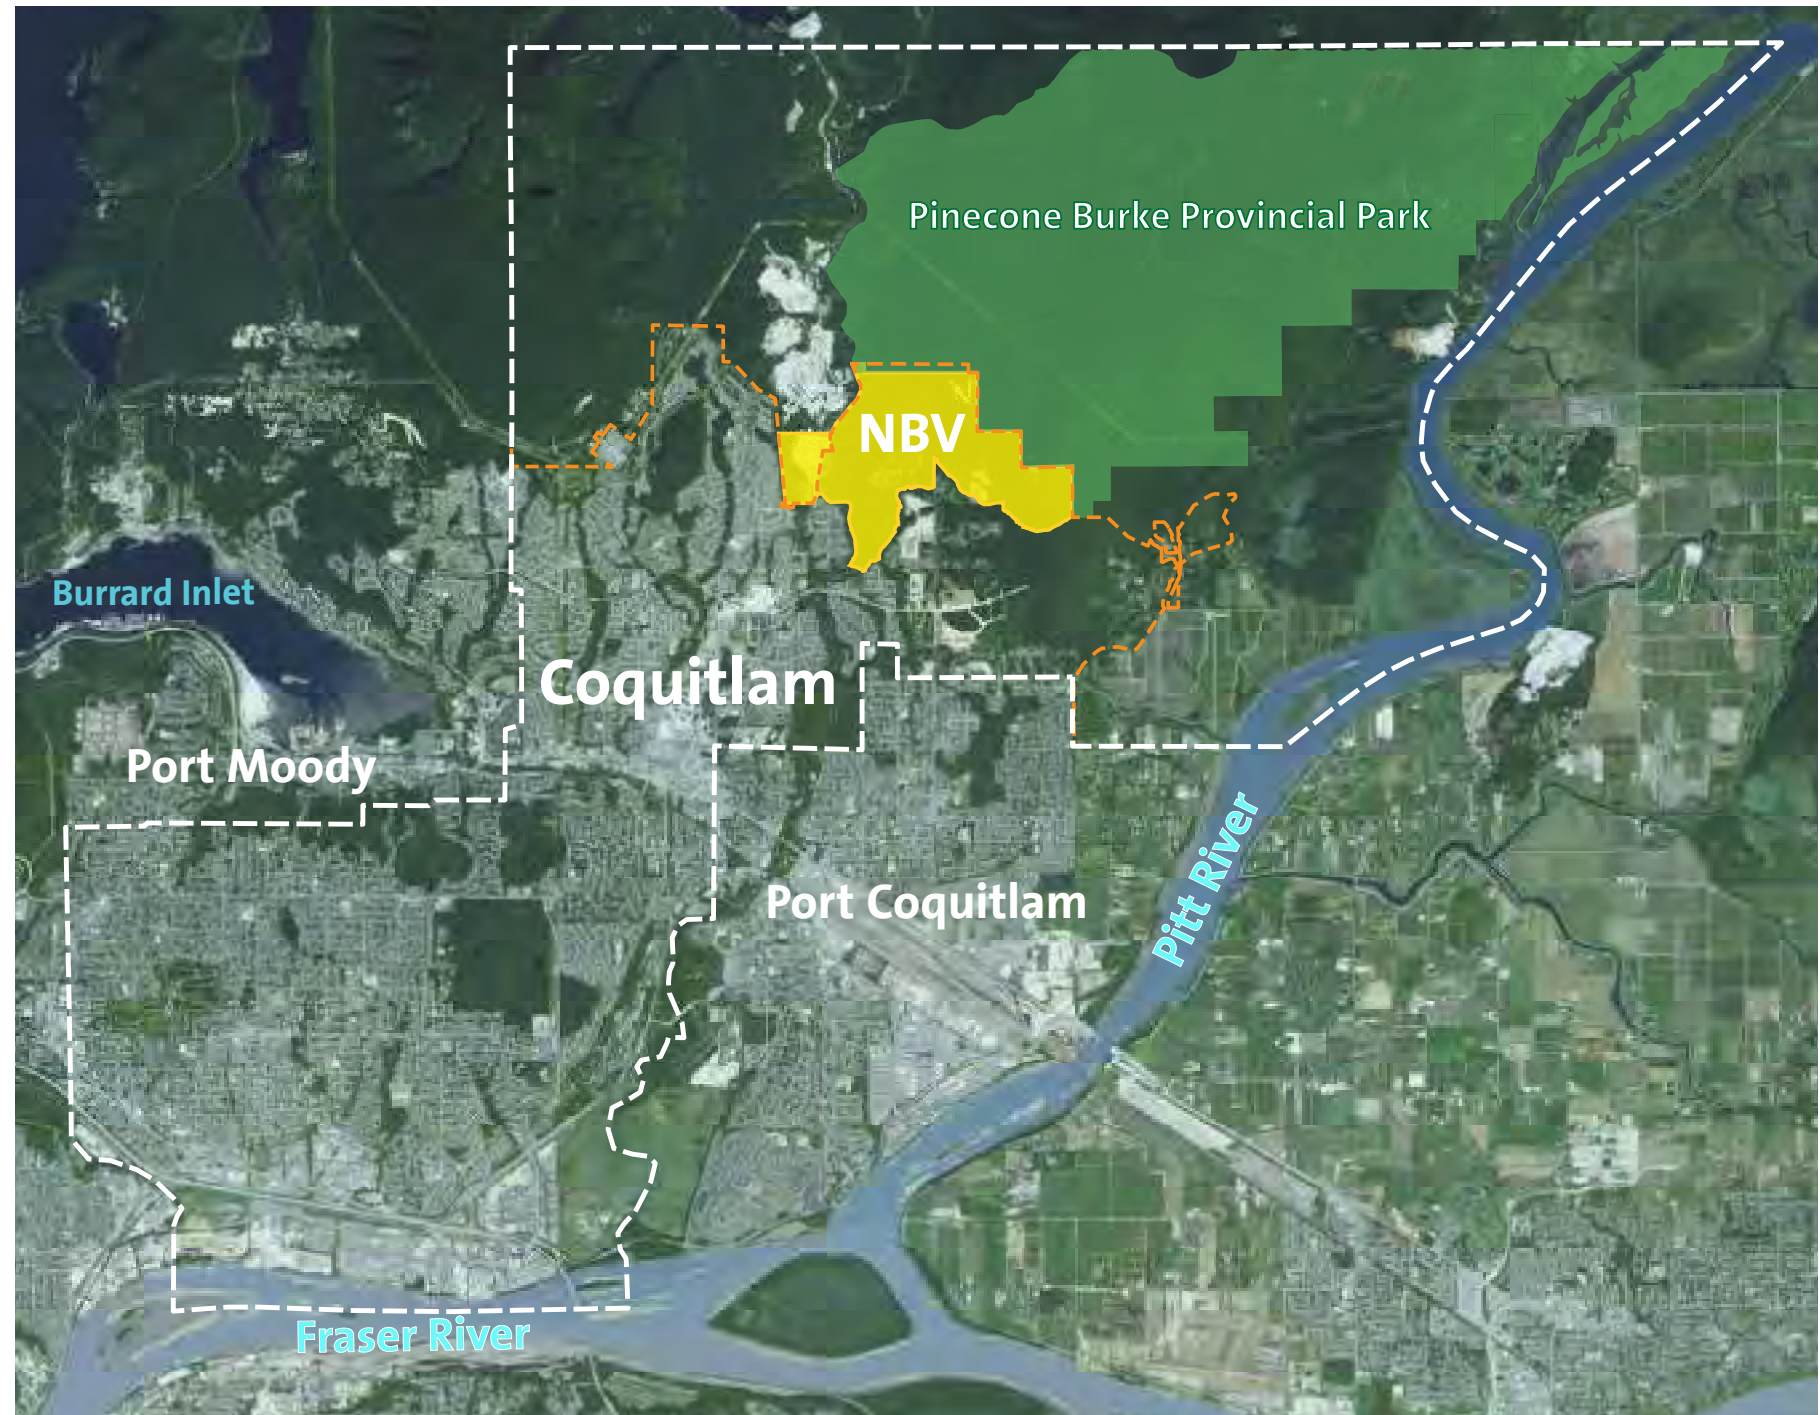 Pinecone Burke Provincial Park
NBV
Burrard Inlet
Coquitlam
Port Moody
Port Coquitlam
Pitt River
Fraser River